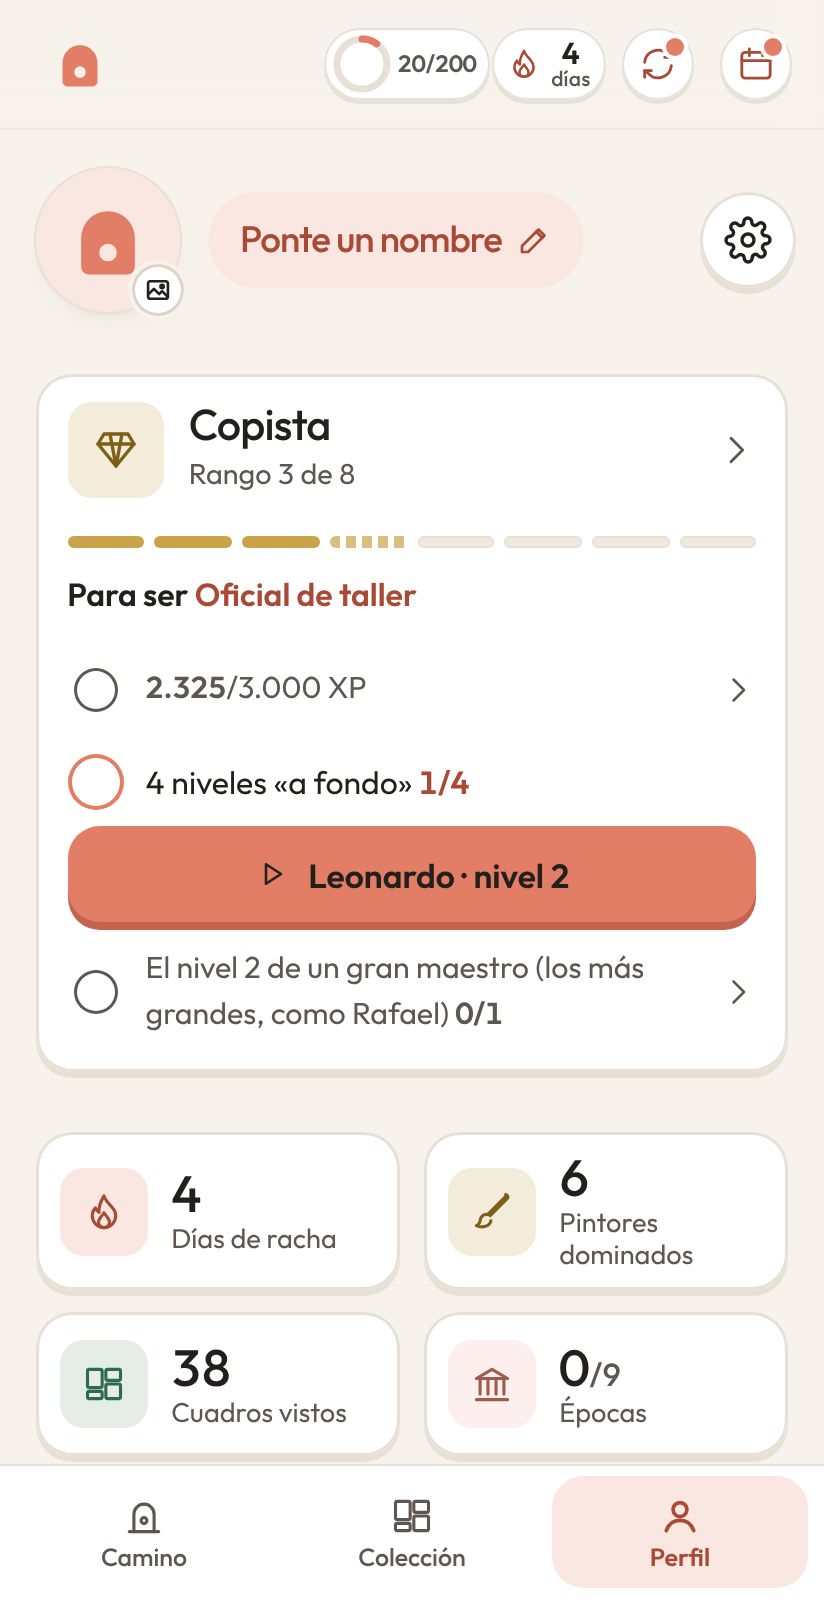 20/200
4
días
Ponte un nombre
Copista
Rango 3 de 8
Para ser Oficial de taller
2.325/3.000 XP
4 niveles «a fondo» 1/4
Leonardo · nivel 2
El nivel 2 de un gran maestro (los más
grandes, como Rafael) 0/1
4
Días de racha
6
Pintores
dominados
38
Cuadros vistos
0/9
Épocas
Camino
Colección
Perfil